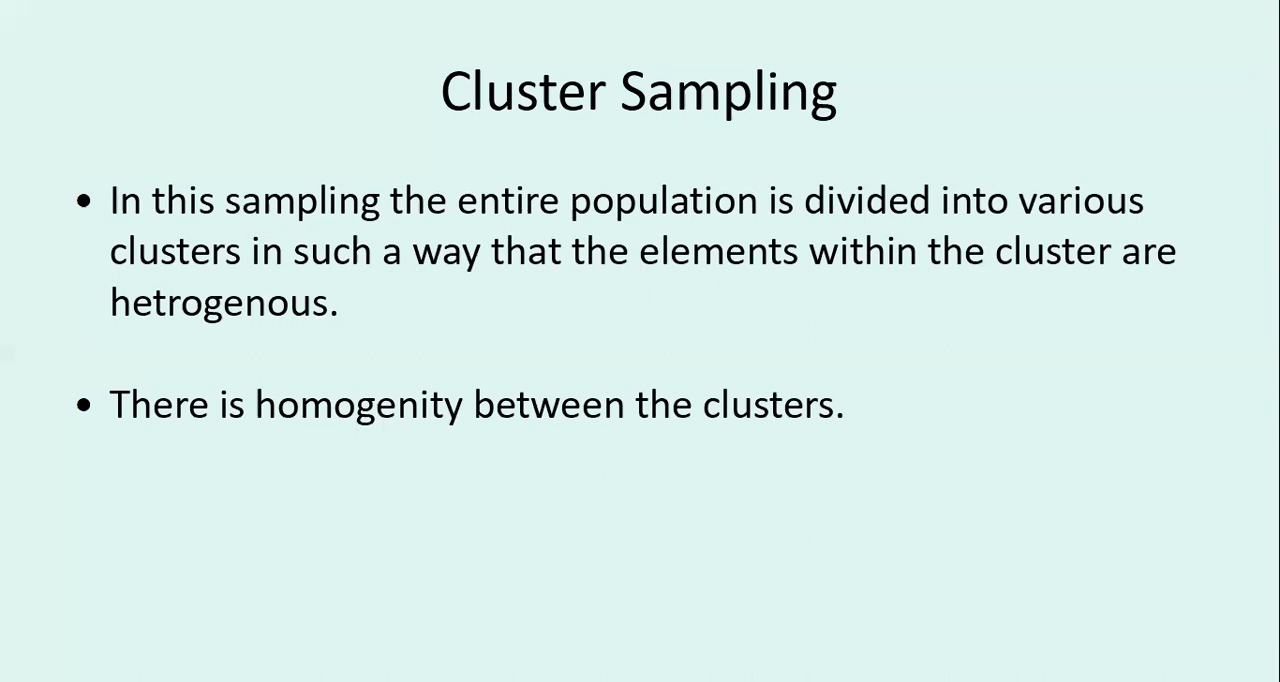 Cluster Sampling
• In this sampling the entire population is divided into various
clusters in such a way that the elements within the cluster are
hetrogenous.
• There is homogenity between the clusters.